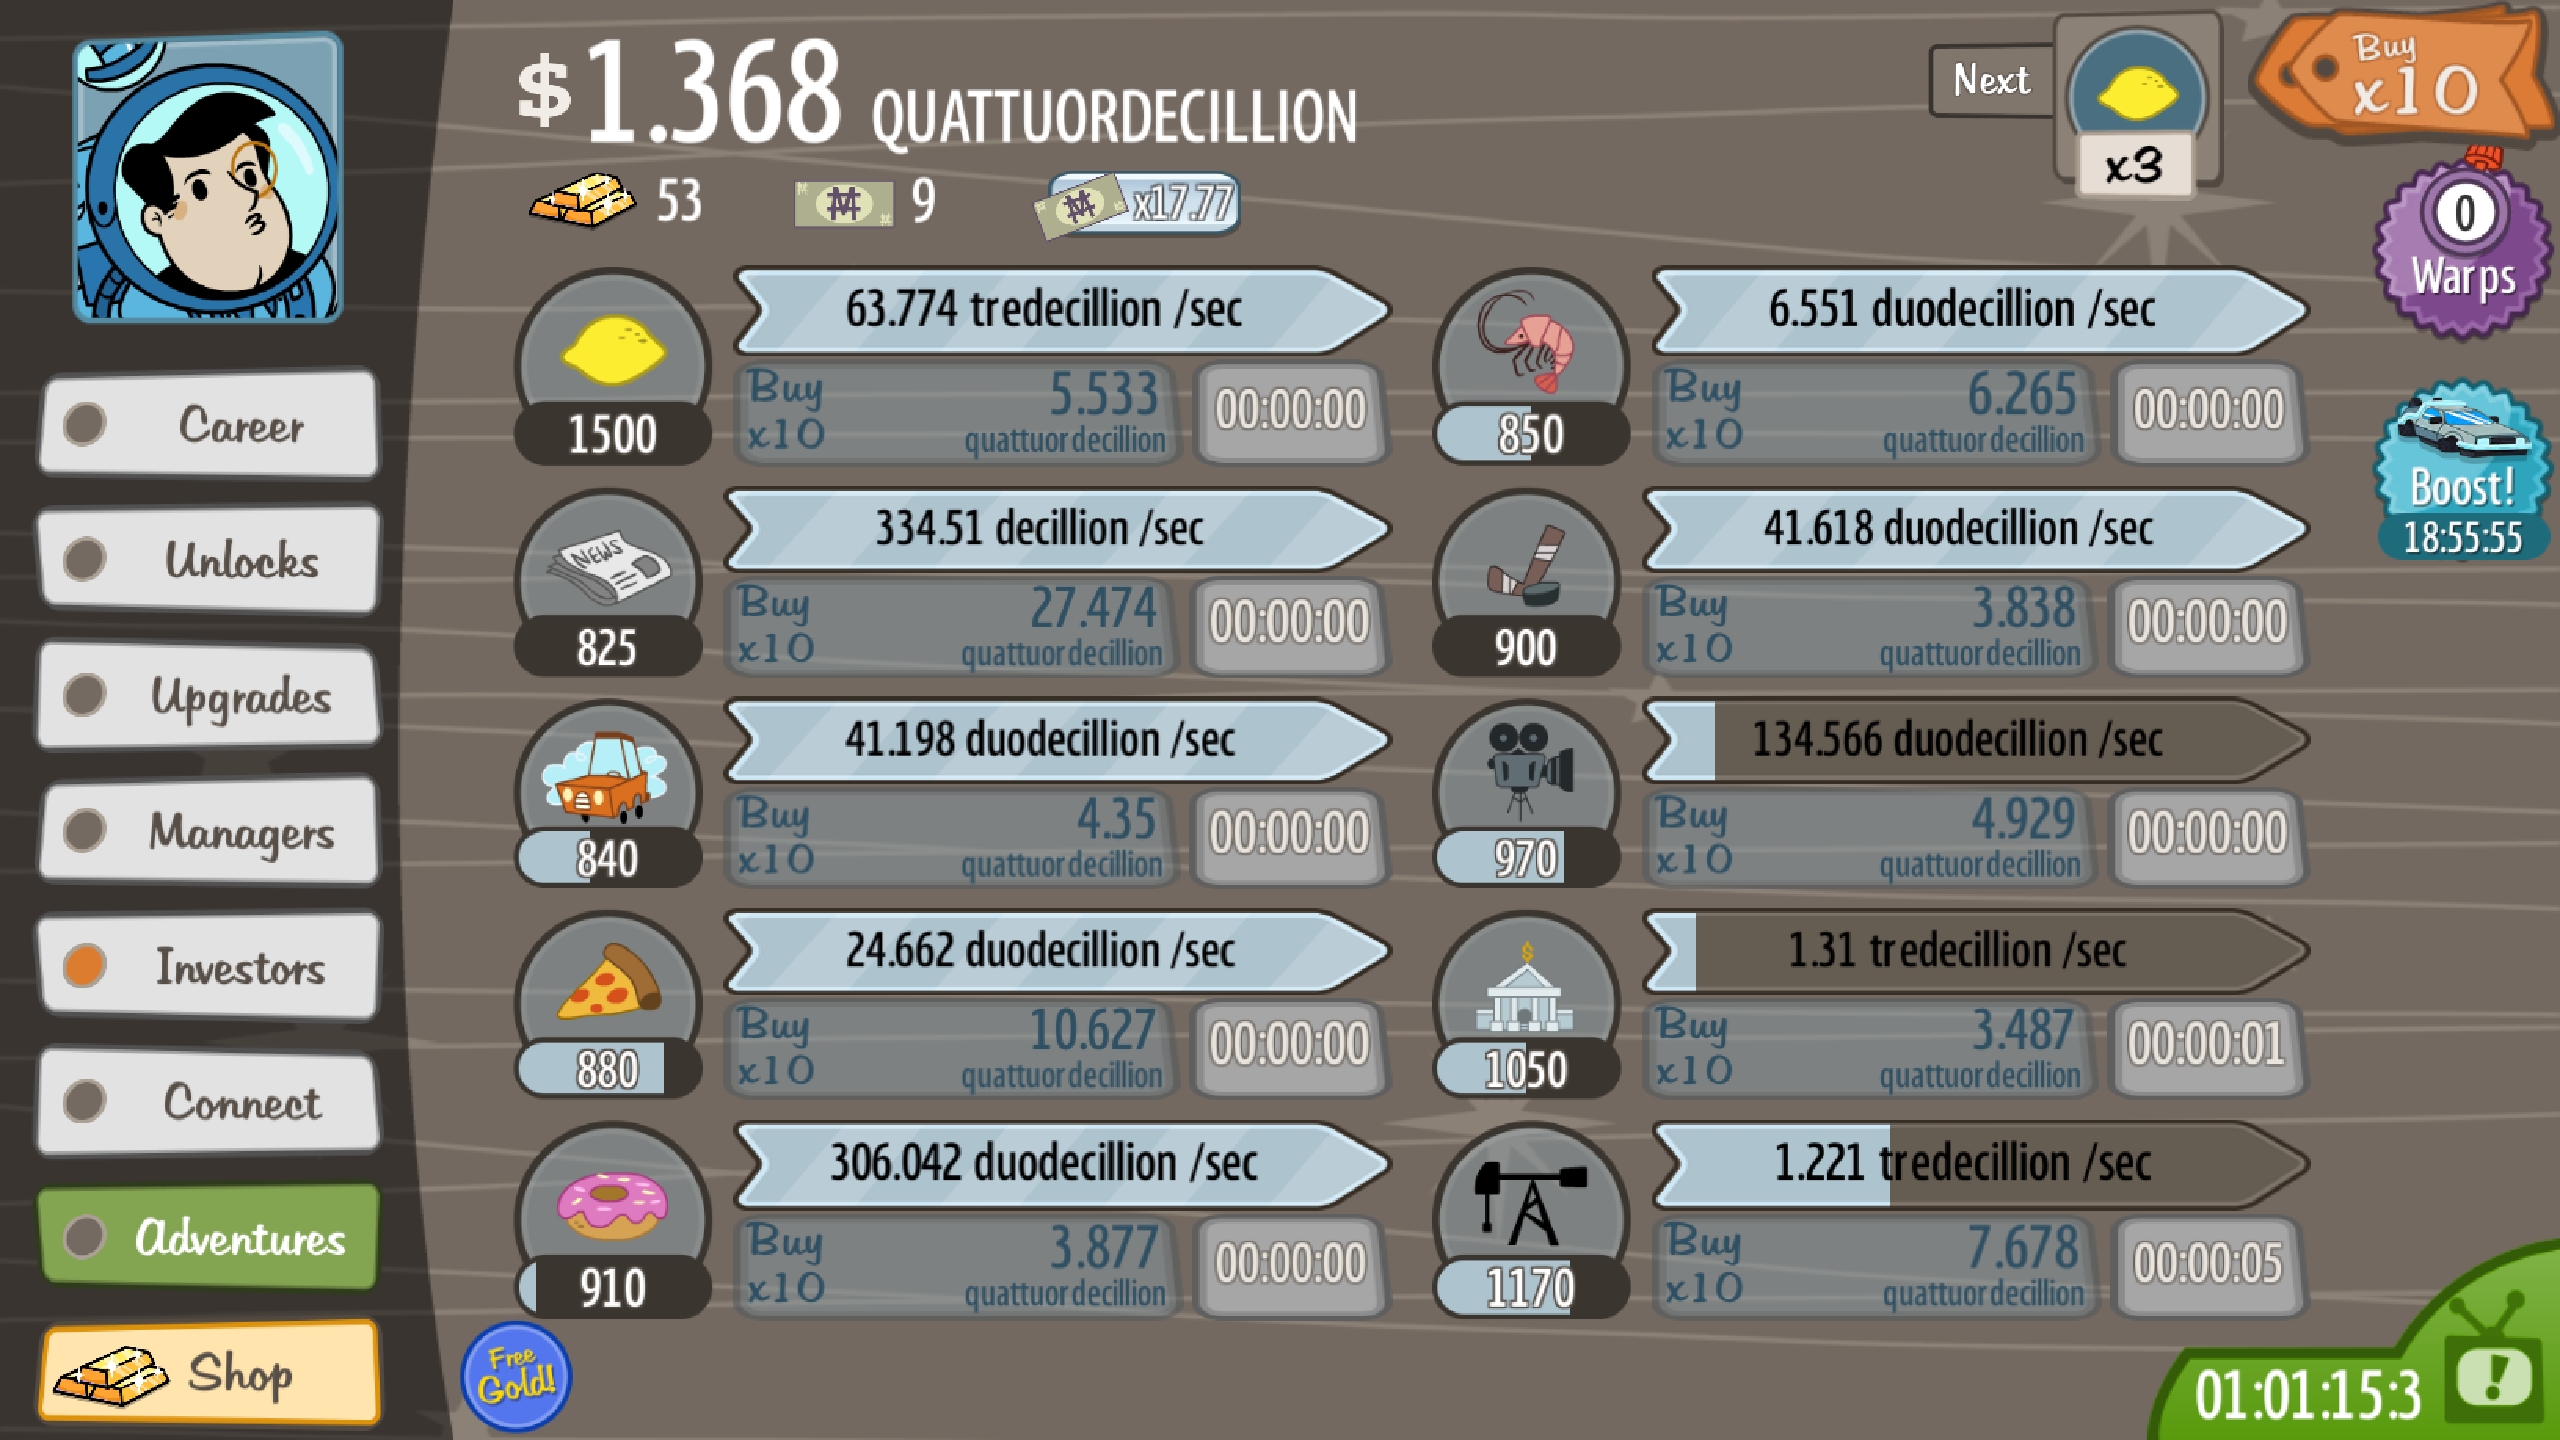 $1.368 QUATTUORDECILLION
Next
x3
Buy
x10
53
9
x17.77
0
Warps
Boost!
18:55:55
Career
Unlocks
Upgrades
Managers
Investors
Connect
Adventures
Shop
63.774 tredecillion /sec
1500
Buy x10
5.533 quattuordecillion
00:00:00
6.551 duodecillion /sec
850
Buy x10
6.265 quattuordecillion
00:00:00
NEWS
334.51 decillion /sec
825
Buy x10
27.474 quattuordecillion
00:00:00
41.618 duodecillion /sec
900
Buy x10
3.838 quattuordecillion
00:00:00
41.198 duodecillion /sec
840
Buy x10
4.35 quattuordecillion
00:00:00
134.566 duodecillion /sec
970
Buy x10
4.929 quattuordecillion
00:00:00
24.662 duodecillion /sec
880
Buy x10
10.627 quattuordecillion
00:00:00
$
1.31 tredecillion /sec
1050
Buy x10
3.487 quattuordecillion
00:00:01
306.042 duodecillion /sec
910
Buy x10
3.877 quattuordecillion
00:00:00
1.221 tredecillion /sec
1170
Buy x10
7.678 quattuordecillion
00:00:05
Free
Gold!
01:01:15:3
!